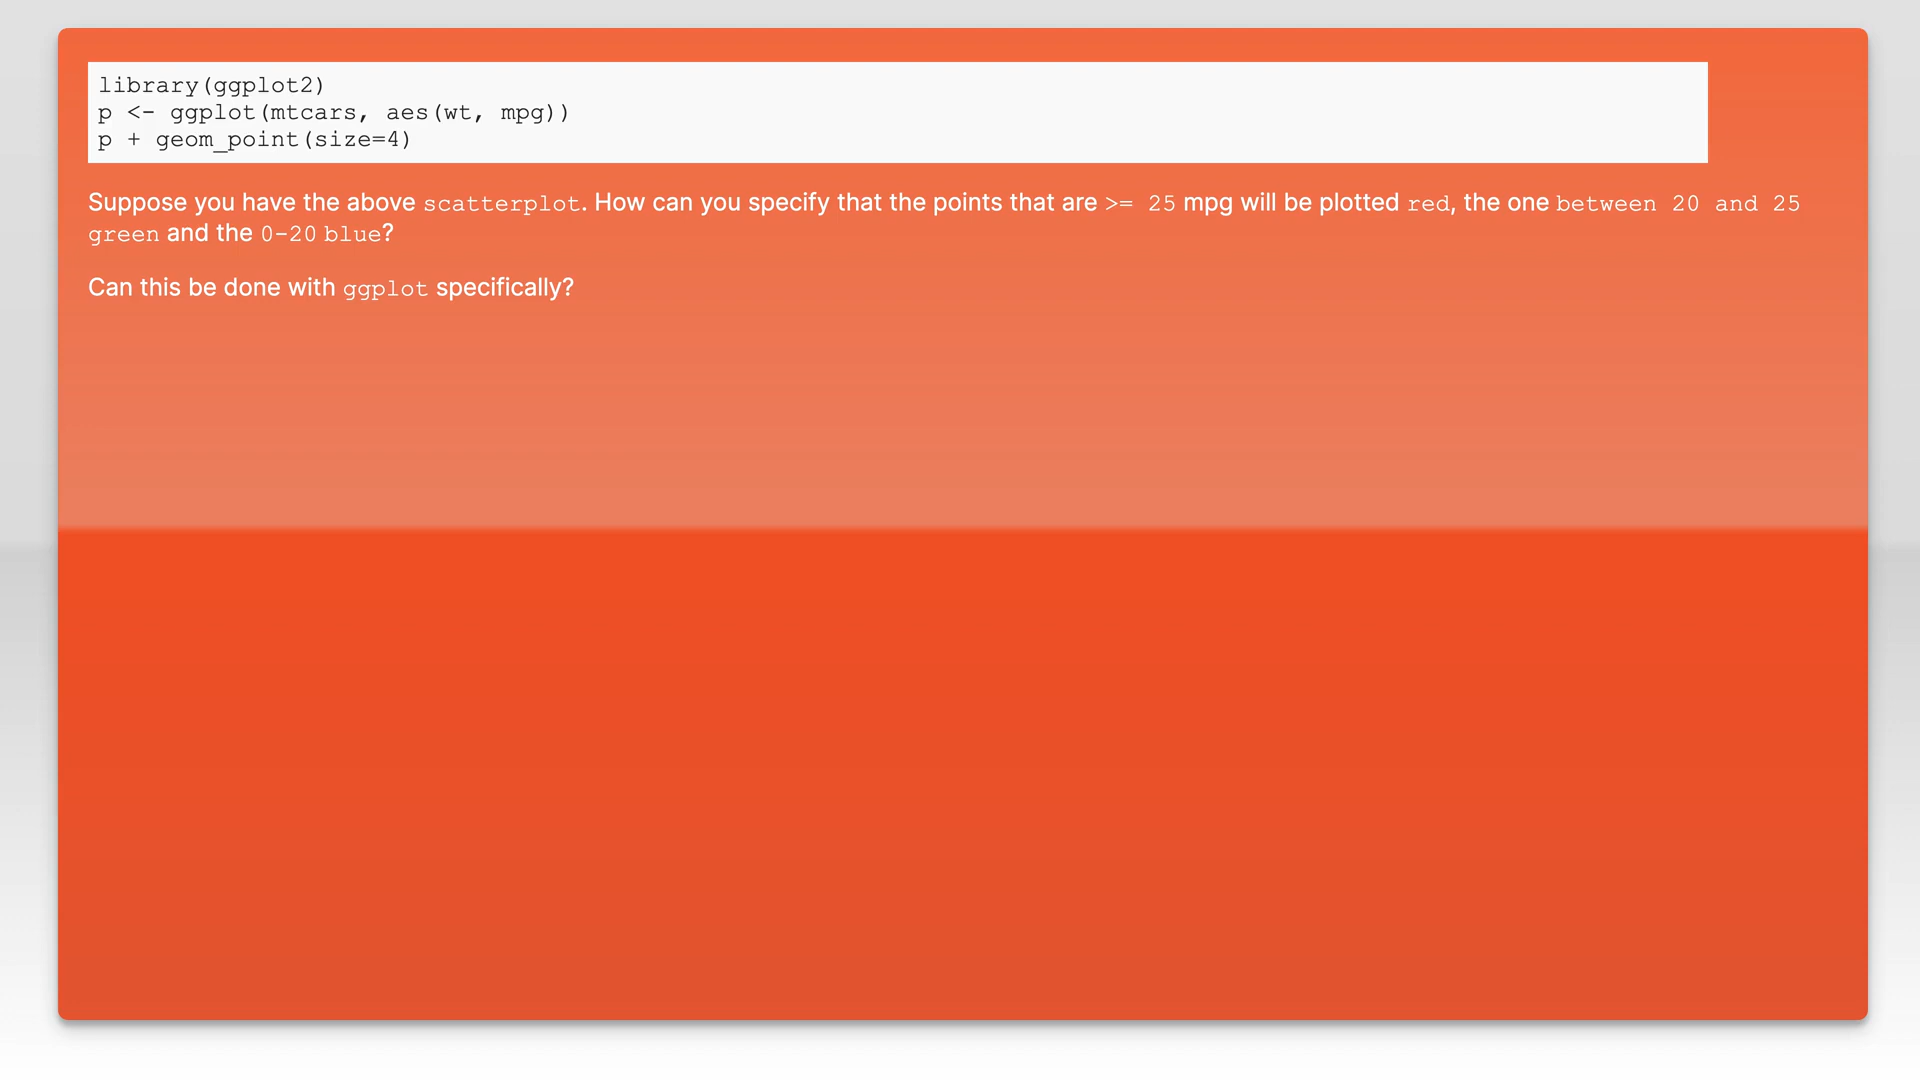 library(ggplot2)
p <- ggplot(mtcars, aes(wt, mpg))
p + geom_point(size=4)
Suppose you have the above scatterplot. How can you specify that the points that are >= 25 mpg will be plotted red, the one between 20 and 25
green and the 0-20 blue?
Can this be done with ggplot specifically?